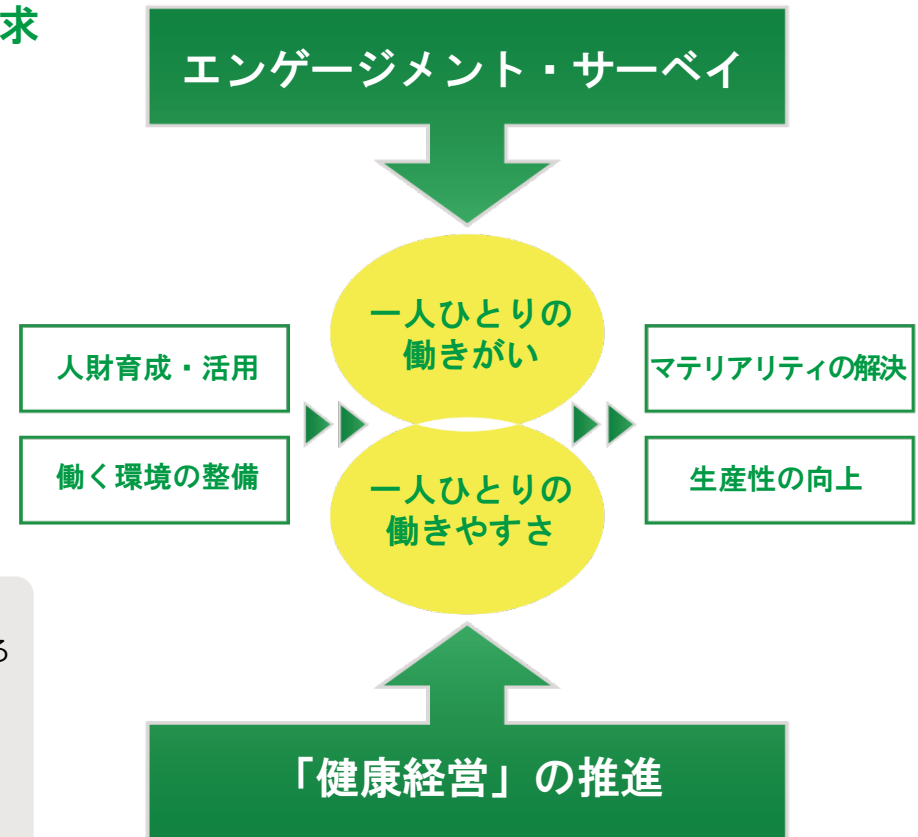 求
エンゲージメント・サーベイ
一人ひとりの
働きがい
人財育成・活用
マテリアリティの解決
働く環境の整備
生産性の向上
一人ひとりの
働きやすさ
る
「健康経営」の推進